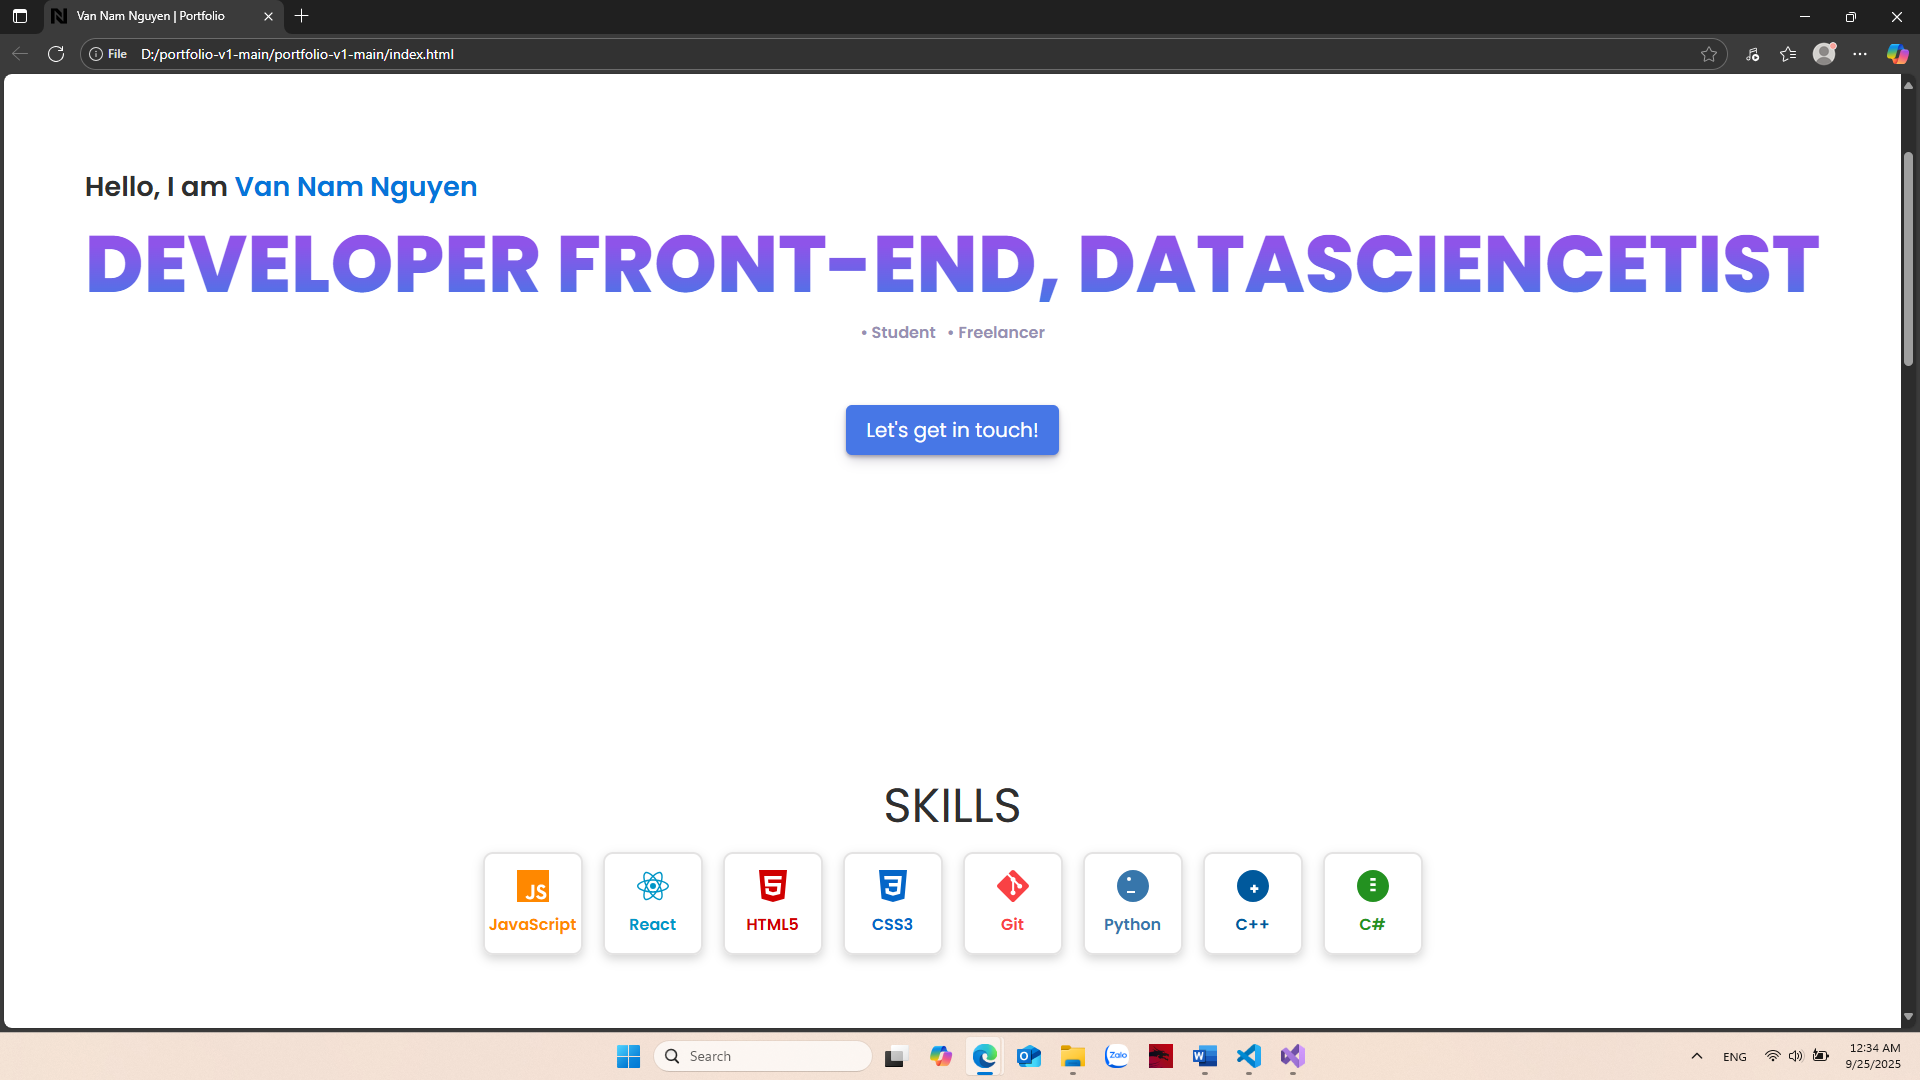 Van Nam Nguyen | Portfolio
File D:/portfolio-v1-main/portfolio-v1-main/index.html
Hello, I am Van Nam Nguyen
DEVELOPER FRONT-END, DATASCIENCETIST
• Student • Freelancer
Let's get in touch!
SKILLS
JS
JavaScript React HTML5 CSS3 Git Python C++ C#
Search
Zalo
ENG
12:34 AM
9/25/2025